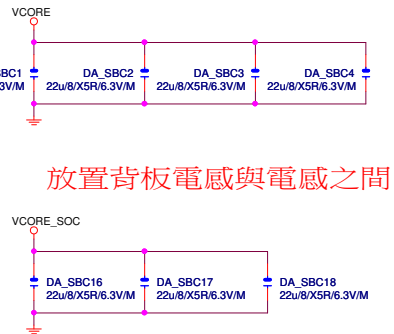 VCORE
SBC1 DA_SBC2 DA_SBC3 DA_SBC4
3V/M 22u/8/X5R/6.3V/M 22u/8/X5R/6.3V/M 22u/8/X5R/6.3V/M
放置背板電感與電感之間
VCORE_SOC
DA_SBC16 DA_SBC17 DA_SBC18
22u/8/X5R/6.3V/M 22u/8/X5R/6.3V/M 22u/8/X5R/6.3V/M